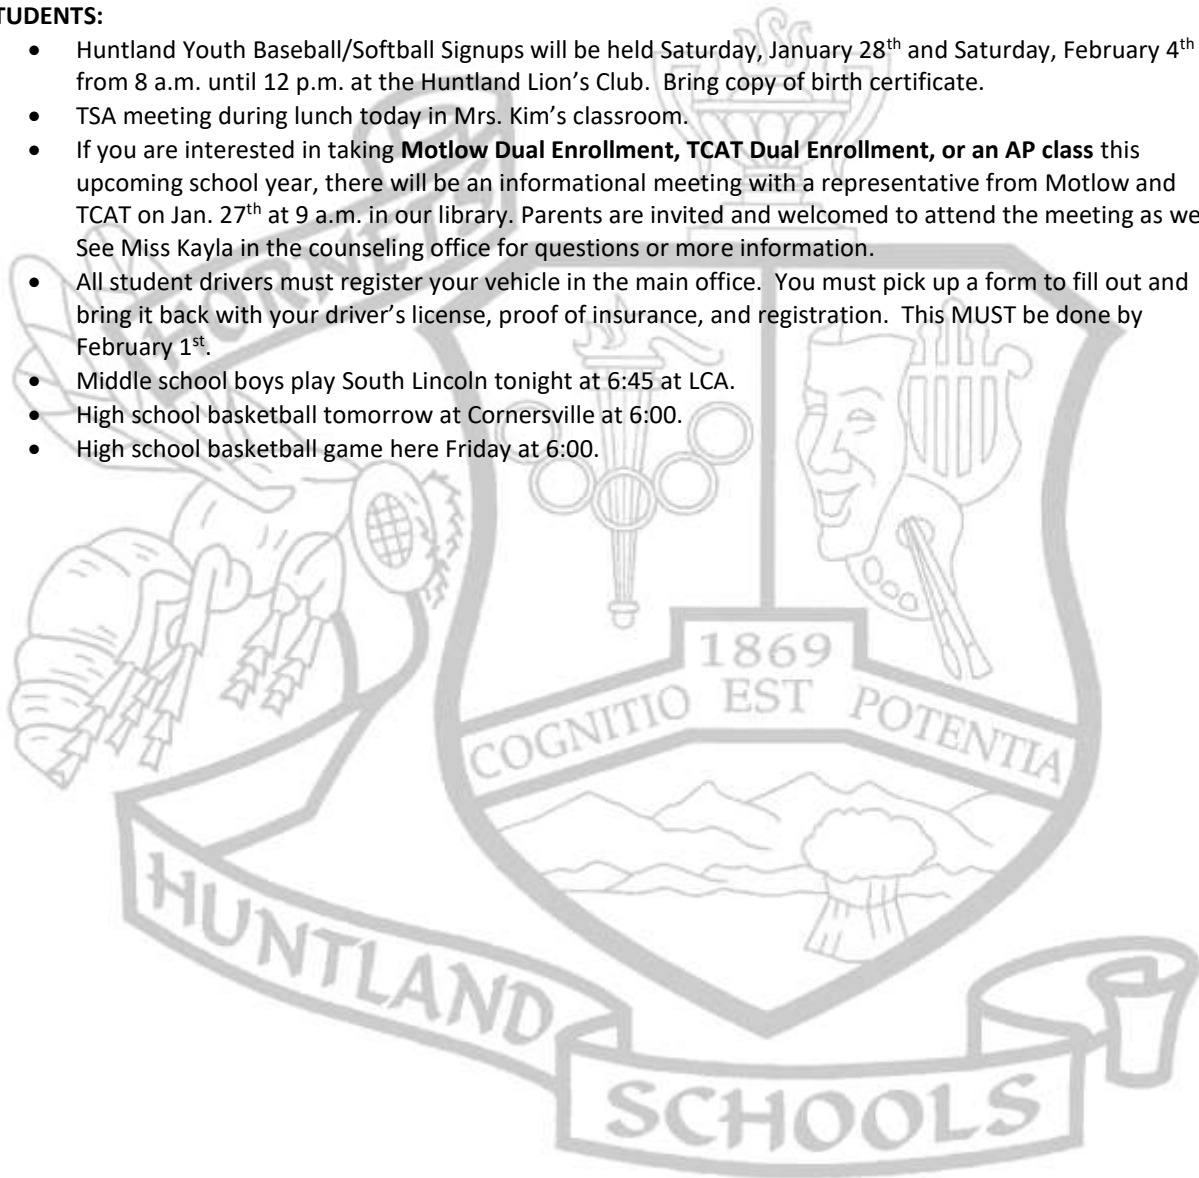 TUDENTS:
• Huntland Youth Baseball/Softball Signups will be held Saturday, January 28th and Saturday, February 4th
from 8 a.m. until 12 p.m. at the Huntland Lion’s Club.  Bring copy of birth certificate.
• TSA meeting during lunch today in Mrs. Kim’s classroom.
• If you are interested in taking Motlow Dual Enrollment, TCAT Dual Enrollment, or an AP class this
upcoming school year, there will be an informational meeting with a representative from Motlow and
TCAT on Jan. 27th at 9 a.m. in our library. Parents are invited and welcomed to attend the meeting as we
See Miss Kayla in the counseling office for questions or more information.
• All student drivers must register your vehicle in the main office.  You must pick up a form to fill out and
bring it back with your driver’s license, proof of insurance, and registration.  This MUST be done by
February 1st.
• Middle school boys play South Lincoln tonight at 6:45 at LCA.
• High school basketball tomorrow at Cornersville at 6:00.
• High school basketball game here Friday at 6:00.
HORNETS
1869
COGNITIO EST POTENTIA
HUNTLAND
SCHOOLS